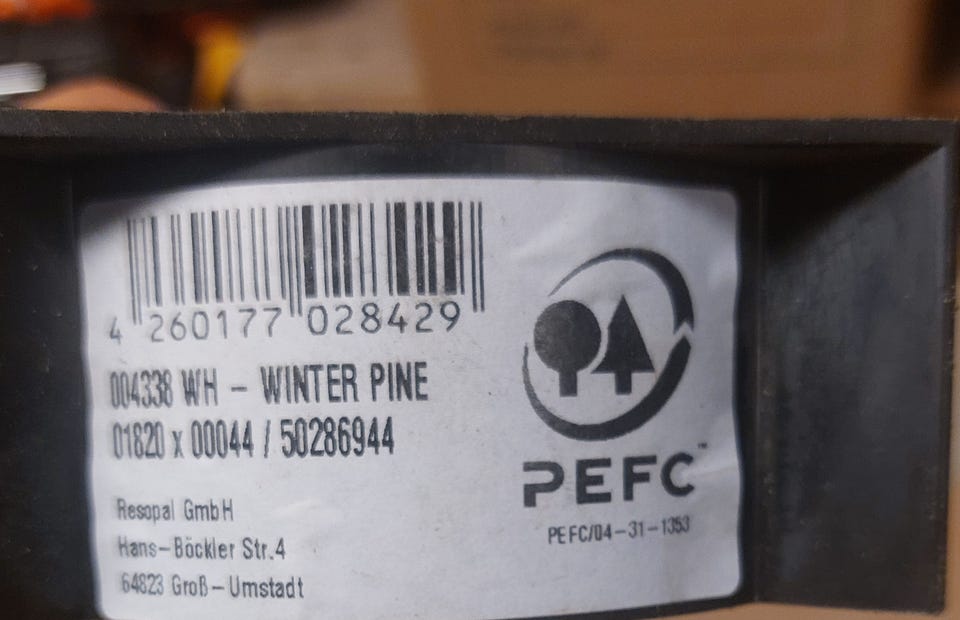 4 260177 028429
004338 WH - WINTER PINE
01820 x 00044 / 50286944
Resopal GmbH
Hans-Böckler Str.4
64823 Groß-Umstadt
PEFC™
PEFC/04-31-1353